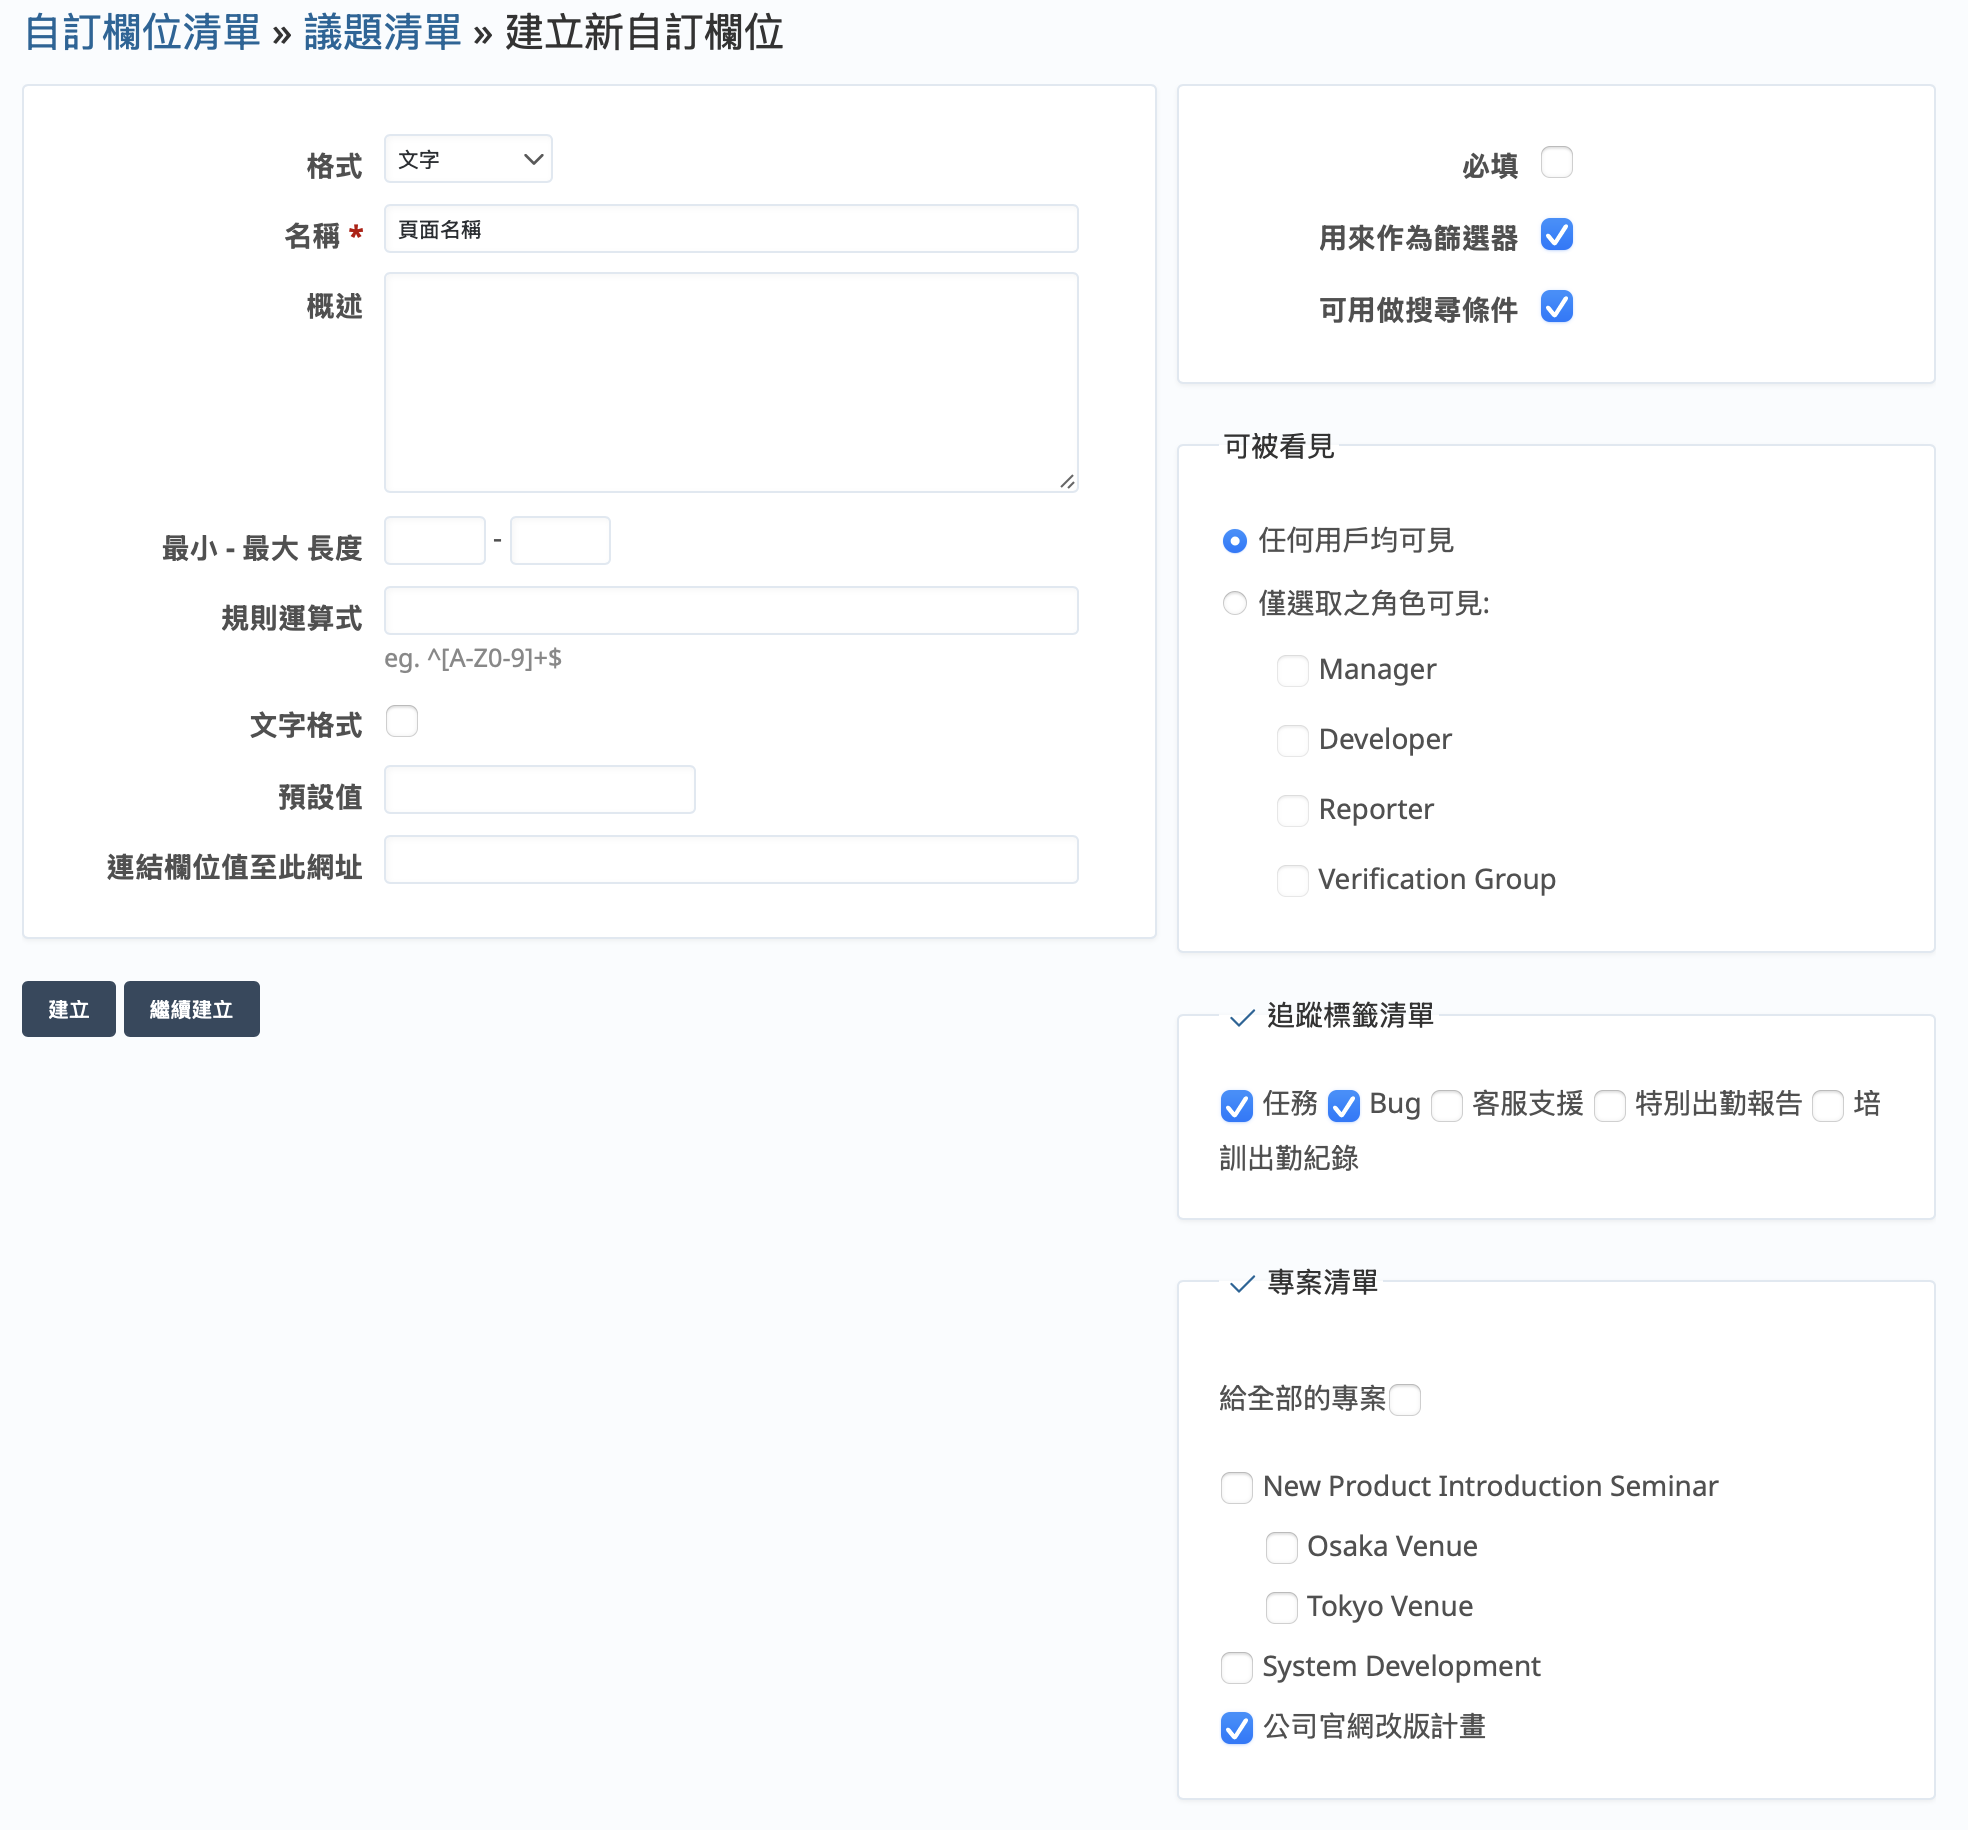 自訂欄位清單 » 議題清單 » 建立新自訂欄位
格式 文字
名稱 * 頁面名稱
概述
最小 - 最大 長度 -
規則運算式
eg. ^[A-Z0-9]+$
文字格式
預設值
連結欄位值至此網址
建立 繼續建立
必填
用來作為篩選器
可用做搜尋條件
可被看見
任何用戶均可見
僅選取之角色可見:
Manager
Developer
Reporter
Verification Group
追蹤標籤清單
任務 Bug 客服支援 特別出勤報告 培
訓出勤紀錄
專案清單
給全部的專案
New Product Introduction Seminar
Osaka Venue
Tokyo Venue
System Development
公司官網改版計畫